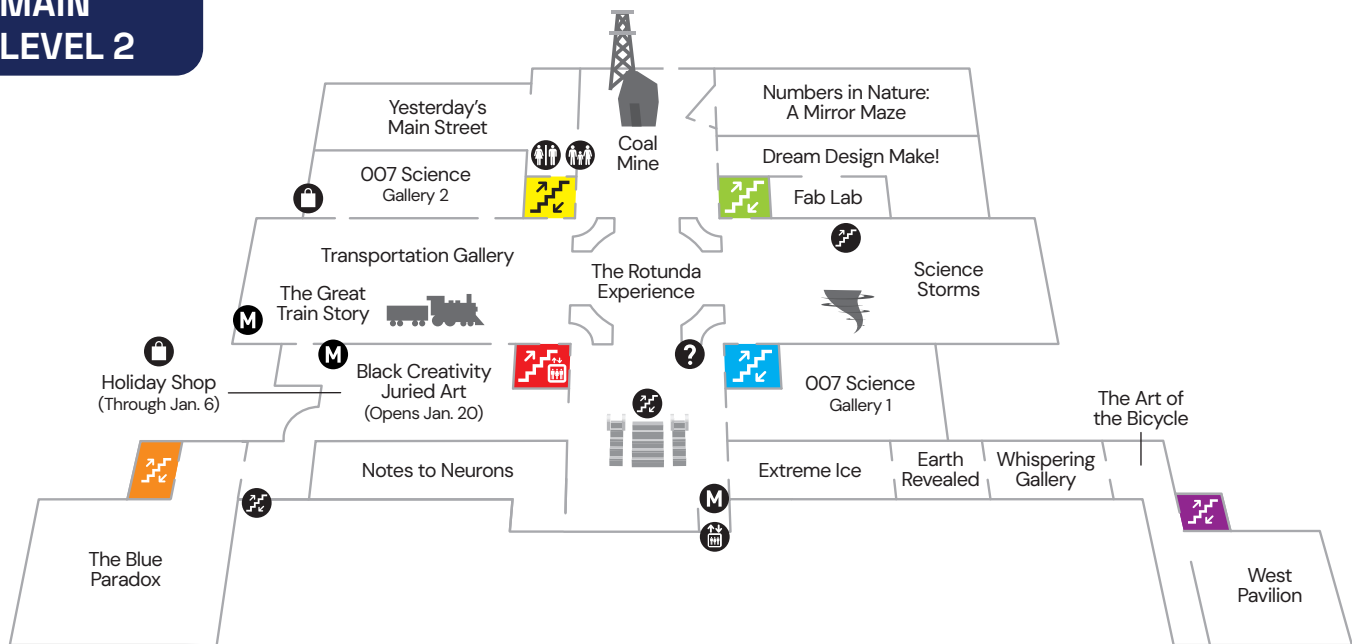 MAIN
LEVEL 2
Yesterday's
Main Street
Coal
Mine
Numbers in Nature:
A Mirror Maze
Dream Design Make!
007 Science
Gallery 2
Fab Lab
Transportation Gallery
The Rotunda
Experience
Science
Storms
The Great
Train Story
M
M
?
Holiday Shop
(Through Jan. 6)
Black Creativity
Juried Art
(Opens Jan. 20)
007 Science
Gallery 1
The Art of
the Bicycle
Notes to Neurons
Extreme Ice
Earth
Revealed
Whispering
Gallery
M
The Blue
Paradox
West
Pavilion